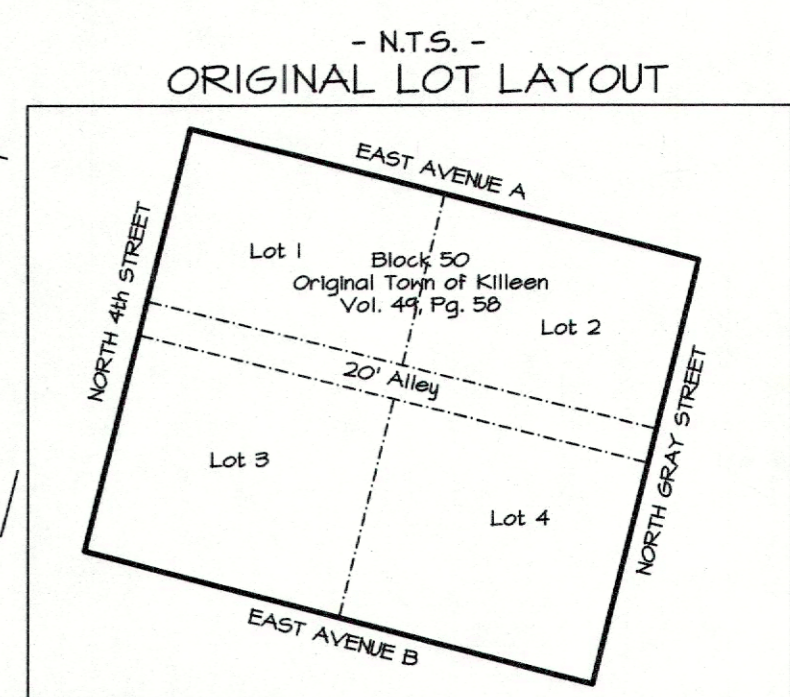 - N.T.S. -
ORIGINAL LOT LAYOUT
EAST AVENUE A
NORTH 4th STREET
Lot 1
Block 50
Original Town of Killeen
Vol. 49, Pg. 58
Lot 2
20' Alley
NORTH GRAY STREET
Lot 3
Lot 4
EAST AVENUE B